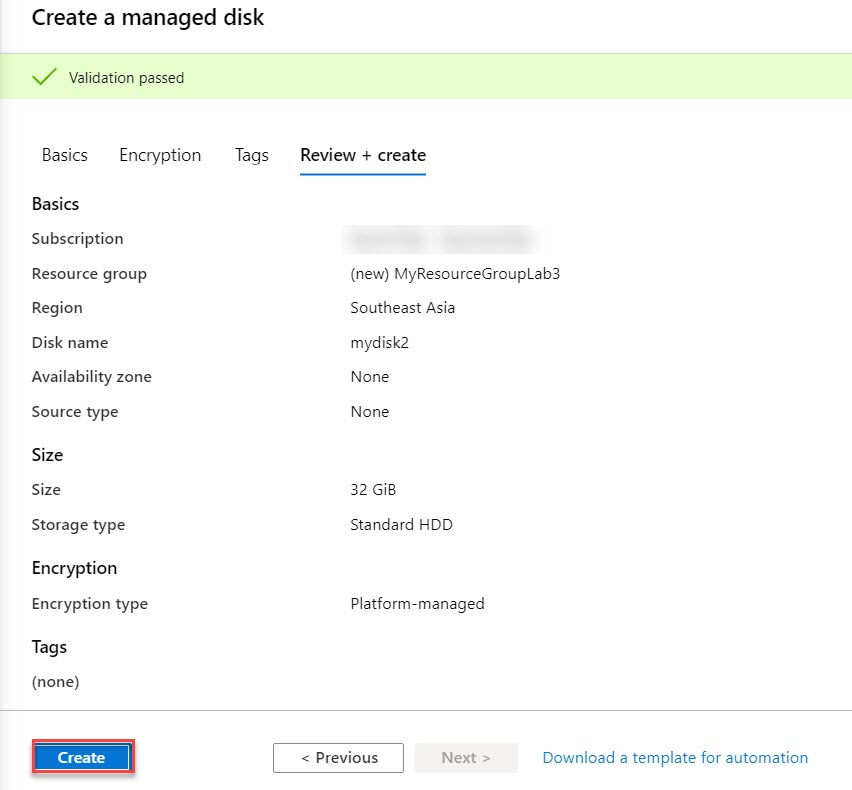 Create a managed disk
Validation passed
Basics Encryption Tags Review + create
Basics
Subscription
Resource group (new) MyResourceGroupLab3
Region Southeast Asia
Disk name mydisk2
Availability zone None
Source type None
Size
Size 32 GiB
Storage type Standard HDD
Encryption
Encryption type Platform-managed
Tags
(none)
Create < Previous Next > Download a template for automation